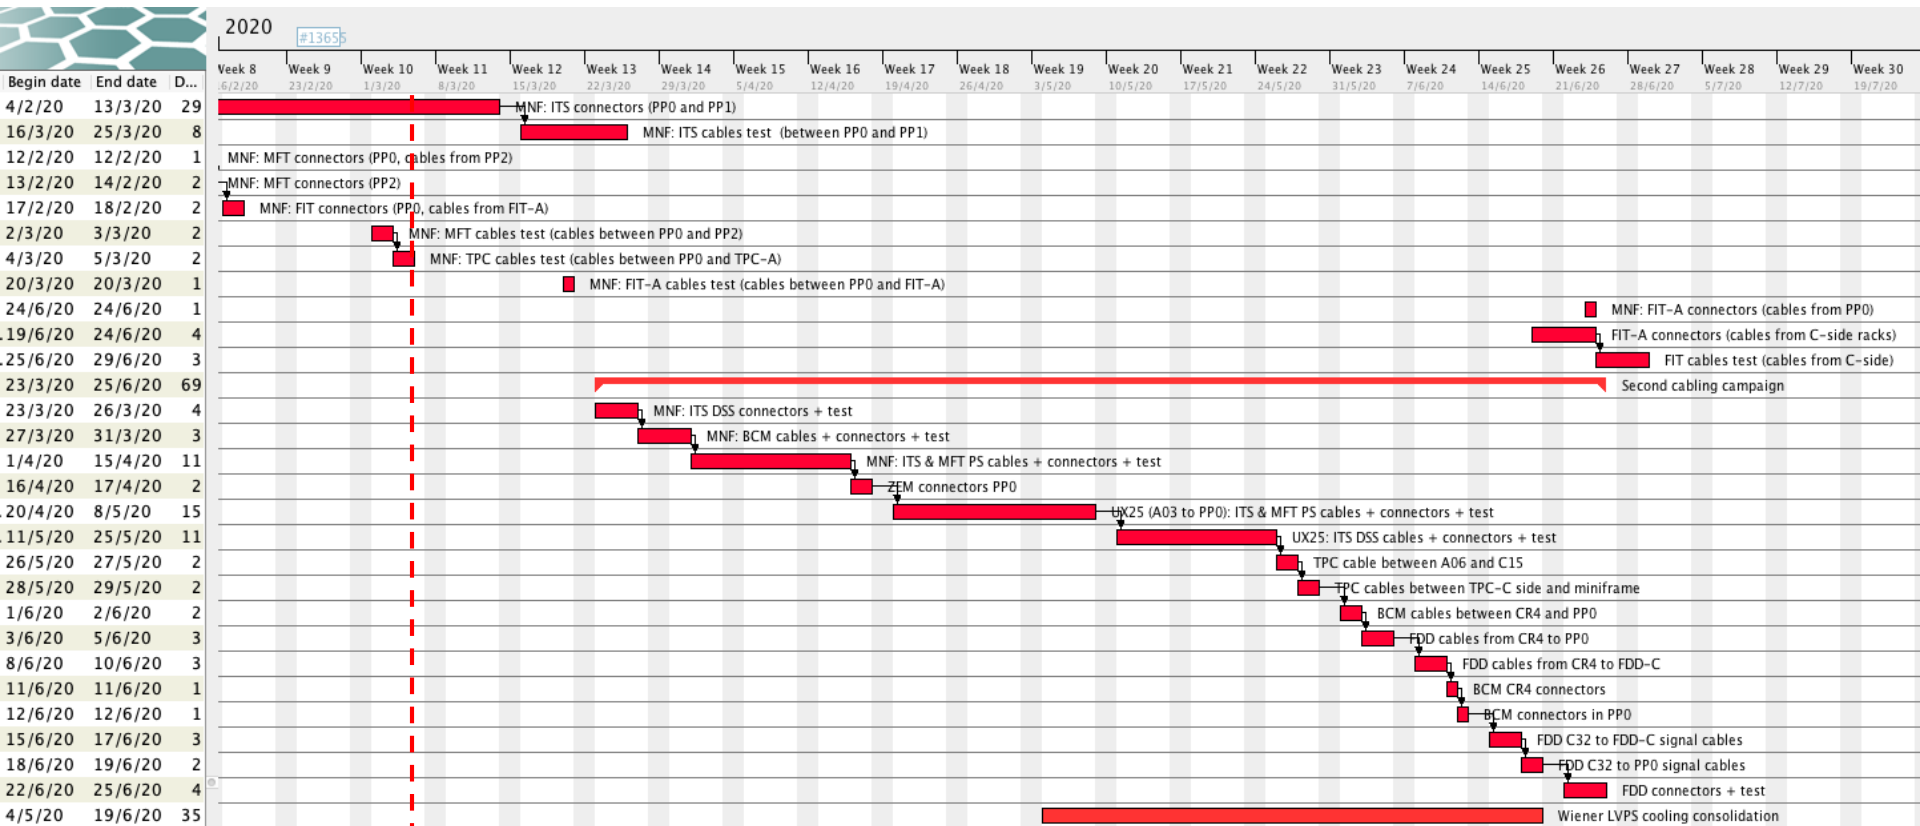 2020
#13655
Week 8 Week 9 Week 10 Week 11 Week 12 Week 13 Week 14 Week 15 Week 16 Week 17 Week 18 Week 19 Week 20 Week 21 Week 22 Week 23 Week 24 Week 25 Week 26 Week 27 Week 28 Week 29 Week 30
Begin date End date D... 6/2/20 23/2/20 1/3/20 8/3/20 15/3/20 22/3/20 29/3/20 5/4/20 12/4/20 19/4/20 26/4/20 3/5/20 10/5/20 17/5/20 24/5/20 31/5/20 7/6/20 14/6/20 21/6/20 28/6/20 5/7/20 12/7/20 19/7/20
4/2/20 13/3/20 29 MNF: ITS connectors (PP0 and PP1)
16/3/20 25/3/20 8 MNF: ITS cables test (between PP0 and PP1)
12/2/20 12/2/20 1 MNF: MFT connectors (PP0, cables from PP2)
13/2/20 14/2/20 2 MNF: MFT connectors (PP2)
17/2/20 18/2/20 2 MNF: FIT connectors (PP0, cables from FIT-A)
2/3/20 3/3/20 2 MNF: MFT cables test (cables between PP0 and PP2)
4/3/20 5/3/20 2 MNF: TPC cables test (cables between PP0 and TPC-A)
20/3/20 20/3/20 1 MNF: FIT-A cables test (cables between PP0 and FIT-A)
24/6/20 24/6/20 1 MNF: FIT-A connectors (cables from PP0)
.19/6/20 24/6/20 4 FIT-A connectors (cables from C-side racks)
.25/6/20 29/6/20 3 FIT cables test (cables from C-side)
23/3/20 25/6/20 69 Second cabling campaign
23/3/20 26/3/20 4 MNF: ITS DSS connectors + test
27/3/20 31/3/20 3 MNF: BCM cables + connectors + test
1/4/20 15/4/20 11 MNF: ITS & MFT PS cables + connectors + test
16/4/20 17/4/20 2 ZEM connectors PP0
.20/4/20 8/5/20 15 UX25 (A03 to PP0): ITS & MFT PS cables + connectors + test
.11/5/20 25/5/20 11 UX25: ITS DSS cables + connectors + test
26/5/20 27/5/20 2 TPC cable between A06 and C15
28/5/20 29/5/20 2 TPC cables between TPC-C side and miniframe
1/6/20 2/6/20 2 BCM cables between CR4 and PP0
3/6/20 5/6/20 3 FDD cables from CR4 to PP0
8/6/20 10/6/20 3 FDD cables from CR4 to FDD-C
11/6/20 11/6/20 1 BCM CR4 connectors
12/6/20 12/6/20 1 BCM connectors in PP0
15/6/20 17/6/20 3 FDD C32 to FDD-C signal cables
18/6/20 19/6/20 2 FDD C32 to PP0 signal cables
22/6/20 25/6/20 4 FDD connectors + test
4/5/20 19/6/20 35 Wiener LVPS cooling consolidation